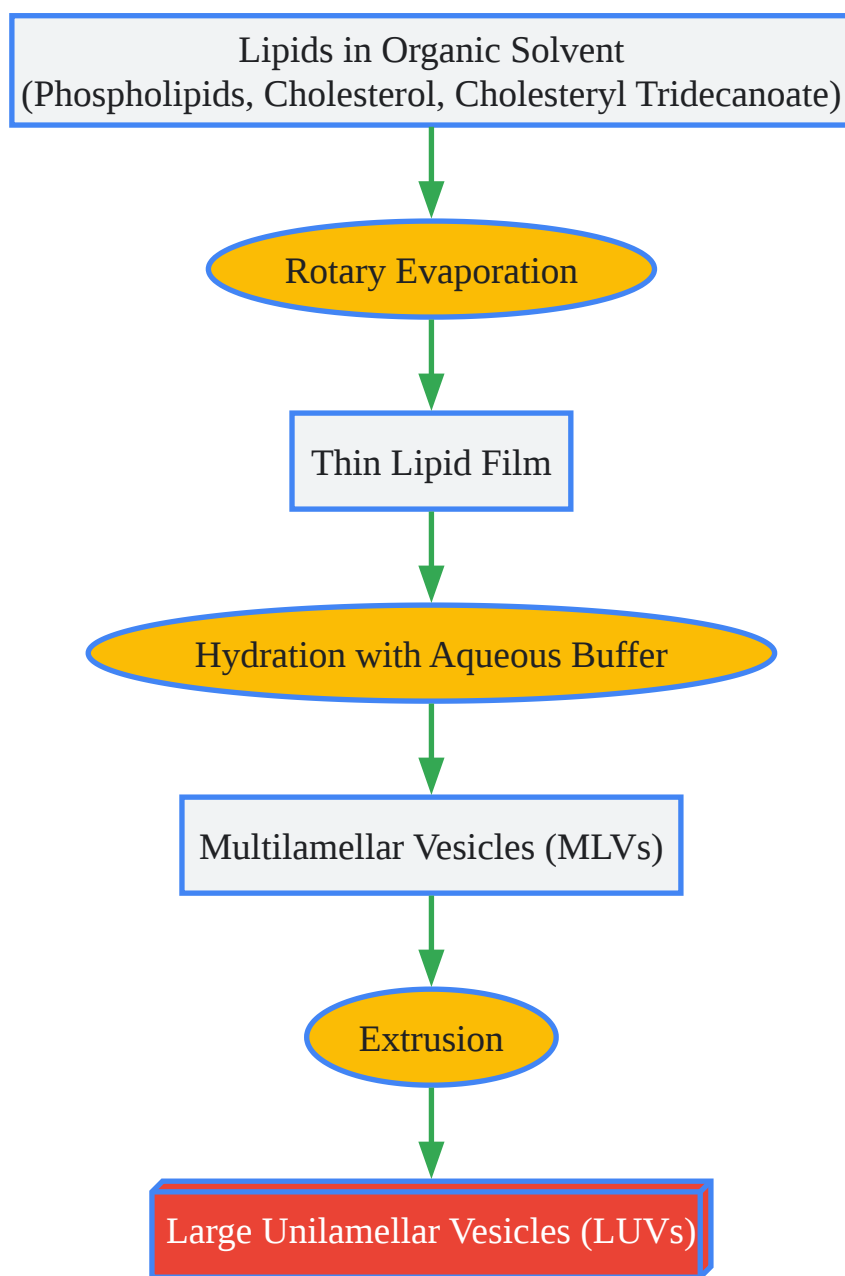 Lipids in Organic Solvent
(Phospholipids, Cholesterol, Cholesteryl Tridecanoate)
Rotary Evaporation
Thin Lipid Film
Hydration with Aqueous Buffer
Multilamellar Vesicles (MLVs)
Extrusion
Large Unilamellar Vesicles (LUVs)